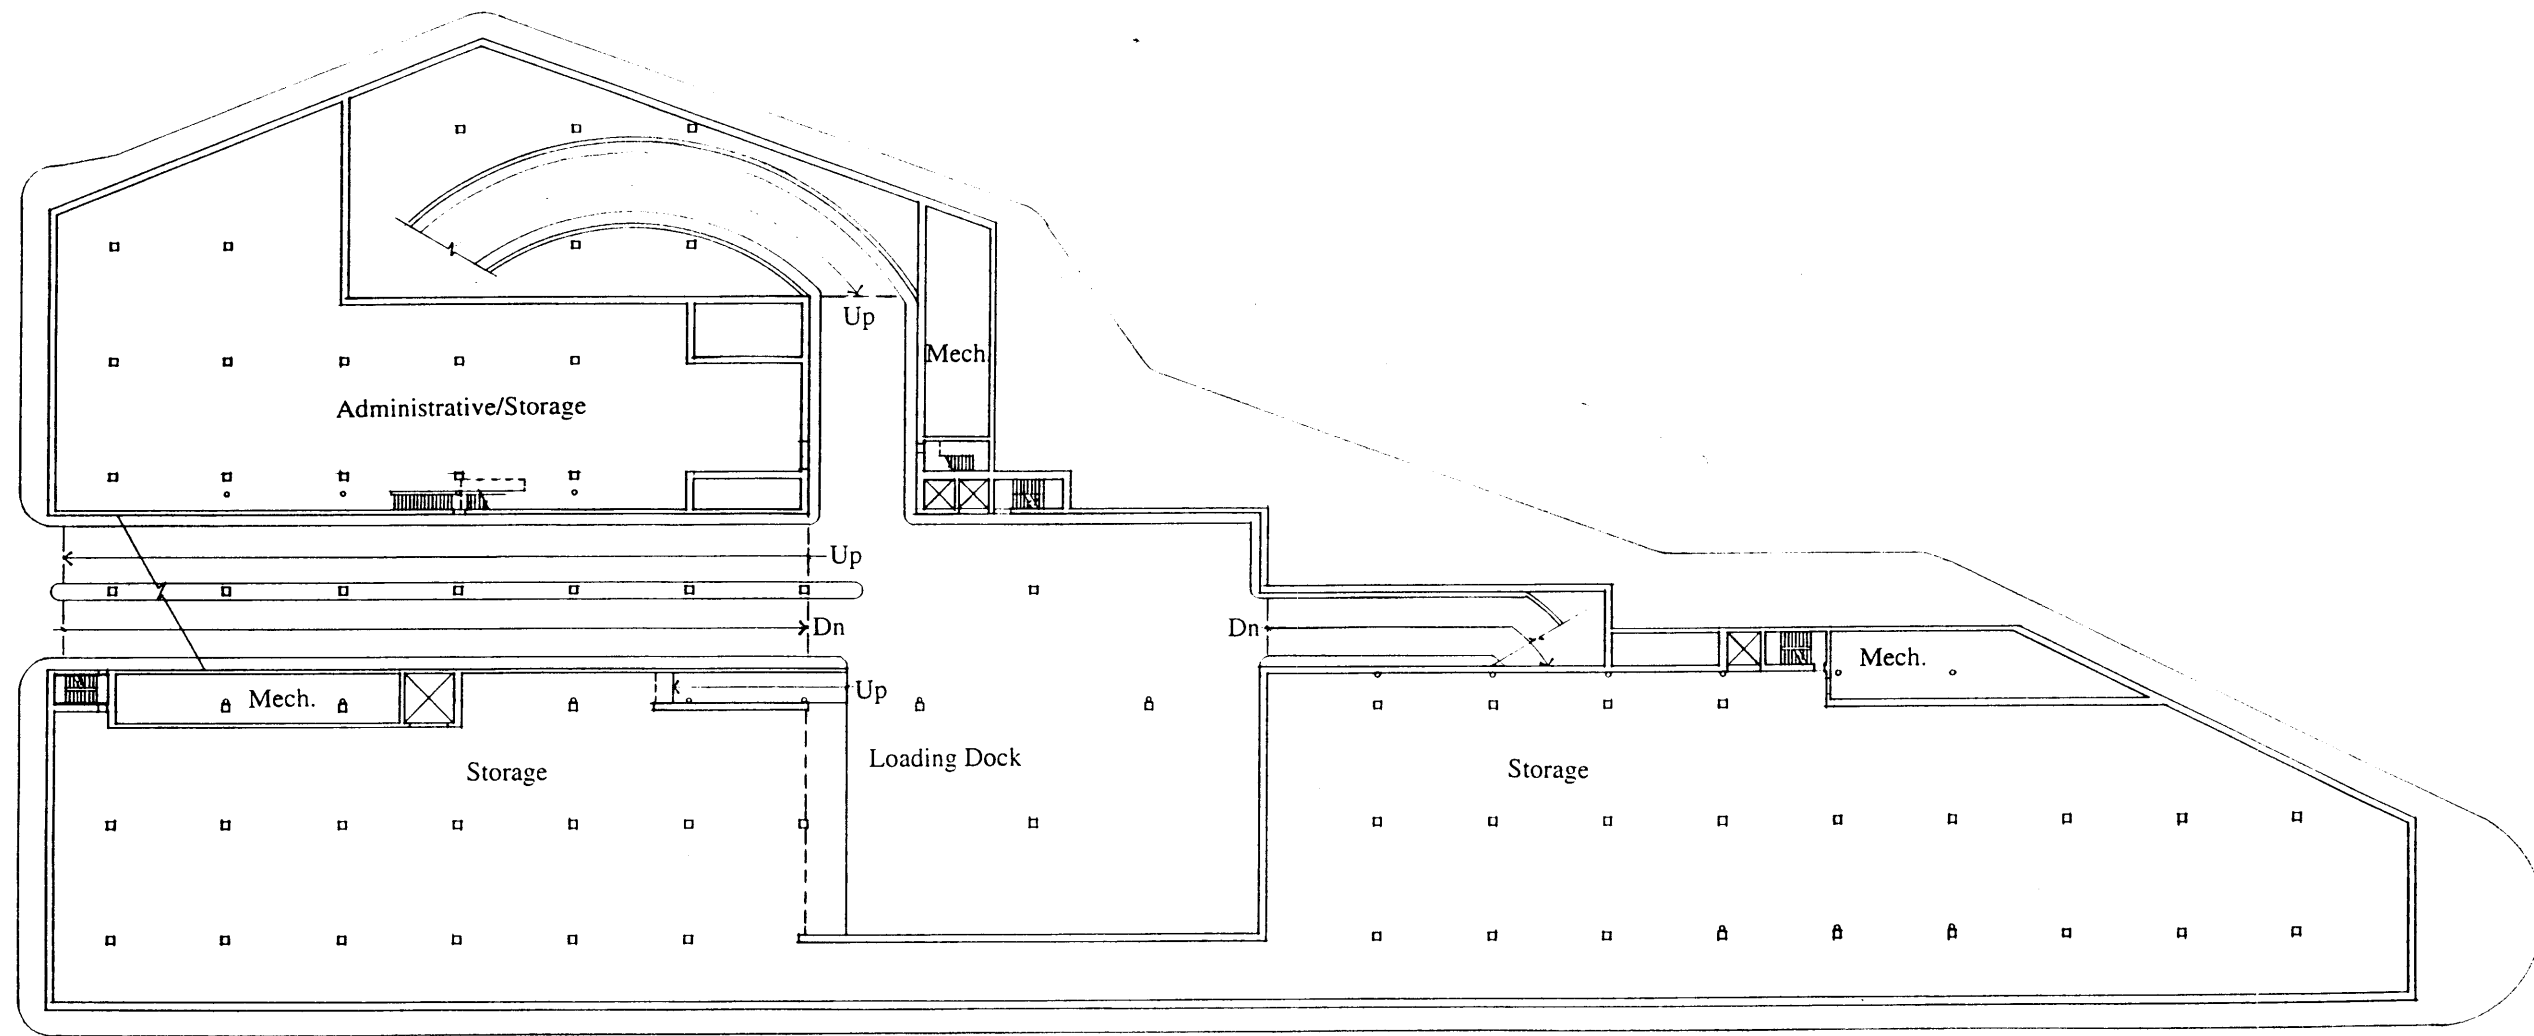 Up
Mech.
Administrative/Storage
Up
Dn
Dn
Mech.
Mech.
Up
Loading Dock
Storage
Storage